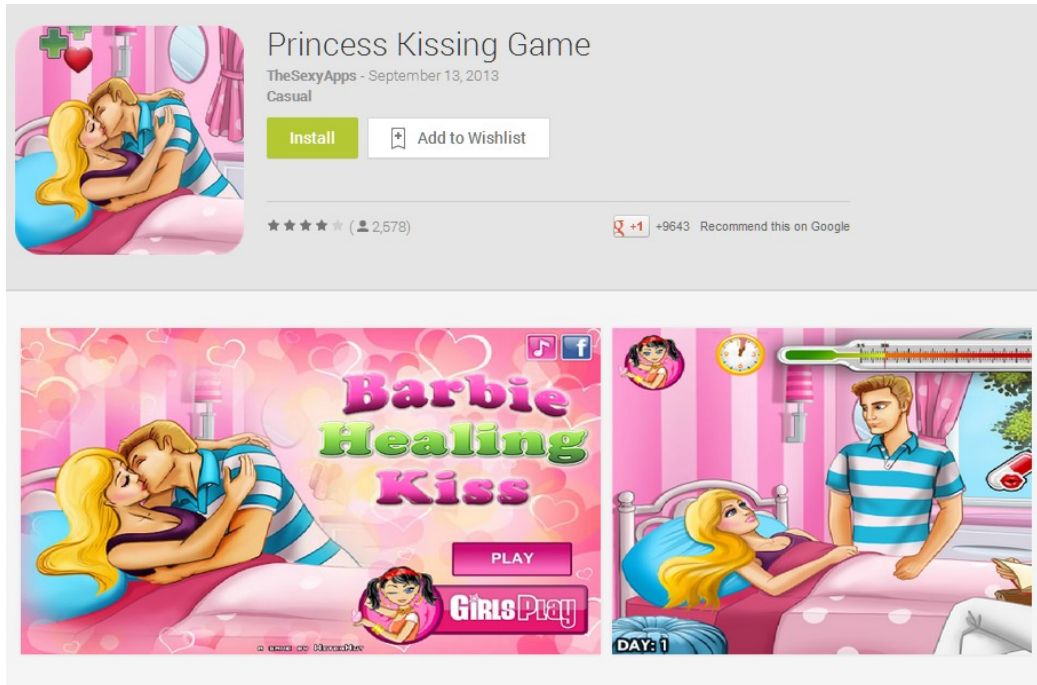 Princess Kissing Game
TheSexyApps - September 13, 2013
Casual
Install
Add to Wishlist
(2,578)
g +1 +9643 Recommend this on Google
Barbie
Healing
Kiss
PLAY
GIRLSPlay
DAY: 1